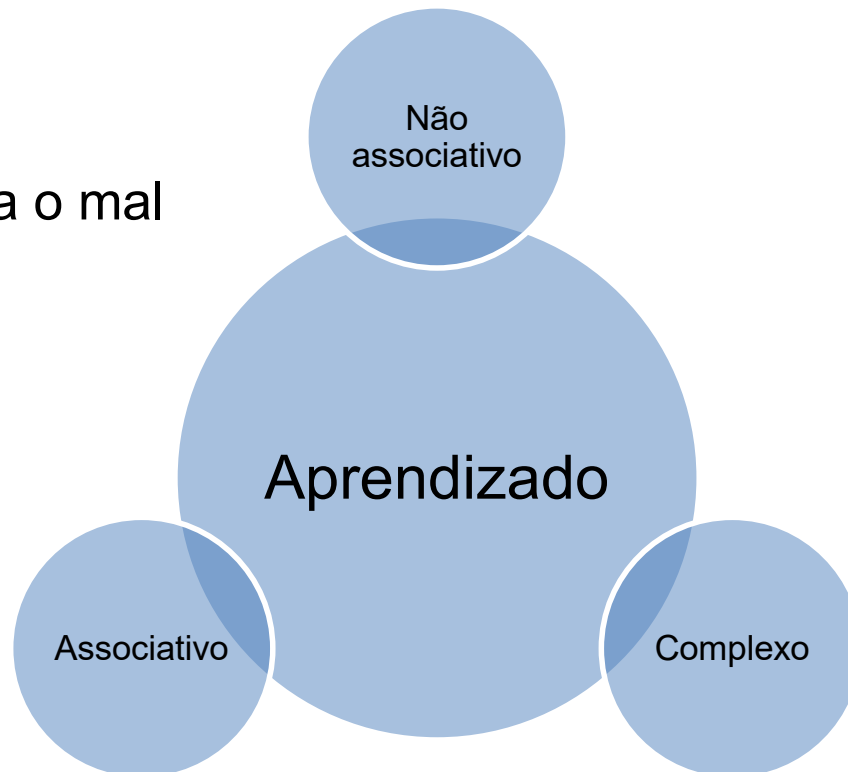 Não
associativo
a o mal
Aprendizado
Associativo
Complexo